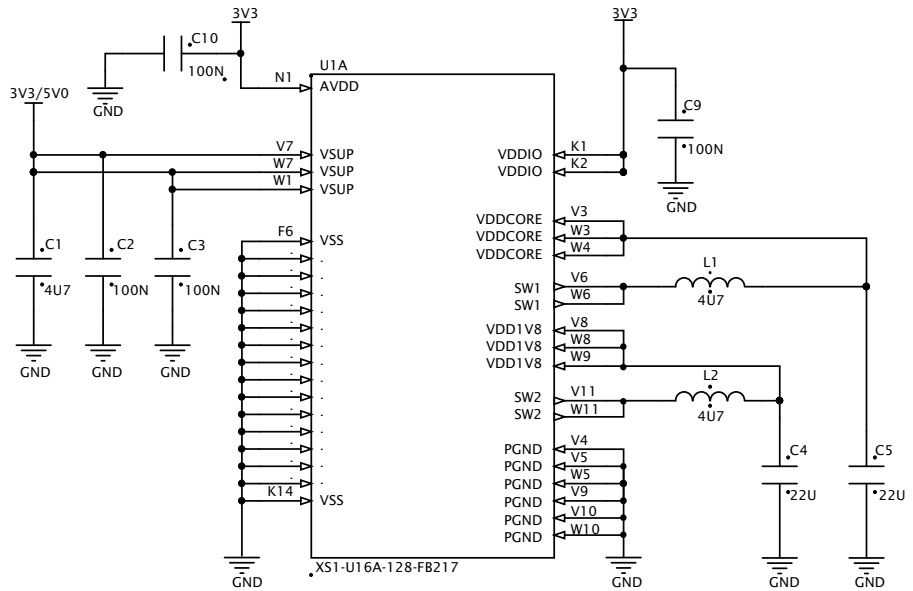 3V3
3V3
C10
U1A
100N
N1
AVDD
3V3/5V0
GND
C9
V7
VSUP
VDDIO
K1
100N
W7
VSUP
VDDIO
K2
W1
VSUP
GND
VDDCORE
V3
F6
VSS
VDDCORE
W3
C1
C2
C3
VDDCORE
W4
L1
4U7
100N
100N
SW1
V6
SW1
W6
4U7
VDD1V8
V8
VDD1V8
W8
GND
GND
GND
VDD1V8
W9
L2
SW2
V11
SW2
W11
4U7
PGND
V4
C4
C5
PGND
V5
K14
VSS
PGND
W5
22U
22U
PGND
V9
PGND
V10
PGND
W10
XS1-U16A-128-FB217
GND
GND
GND
GND